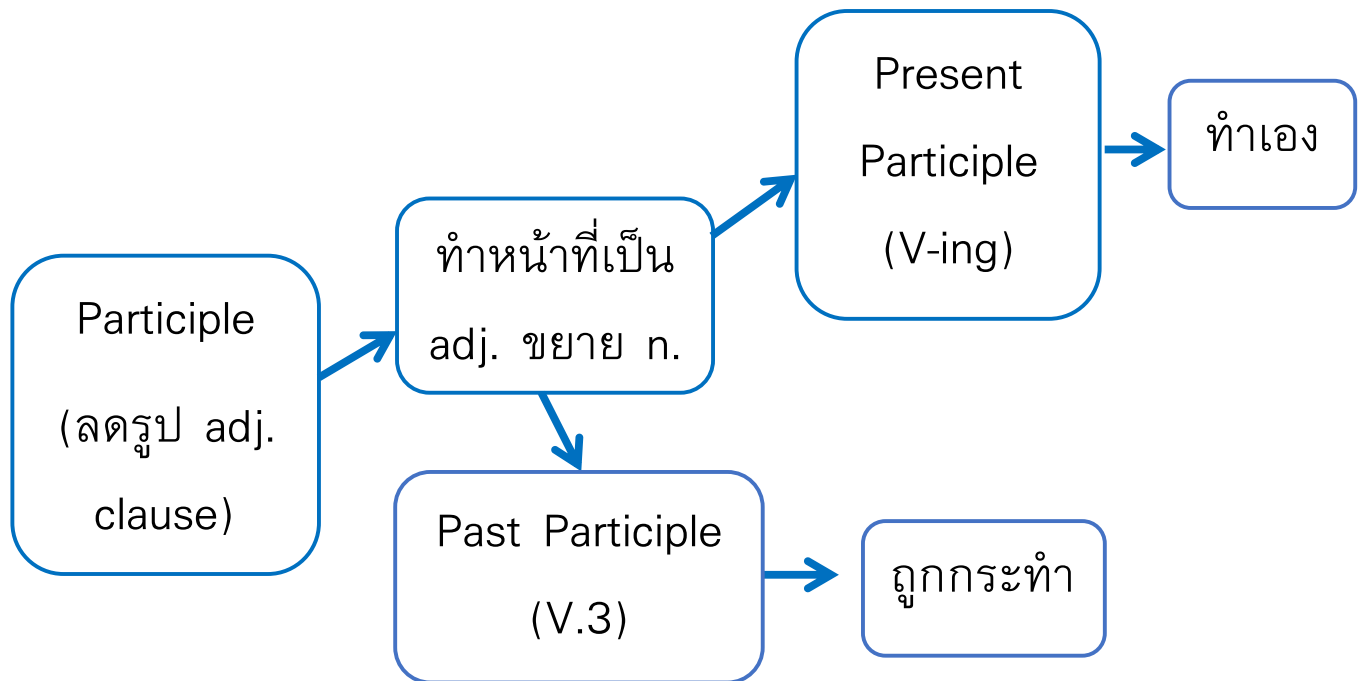 Participle
(ลดรูป adj.
clause)
ทำหน้าที่เป็น
adj. ขยาย n.
Present
Participle
(V-ing)
ทำเอง
Past Participle
(V.3)
ถูกกระทำ